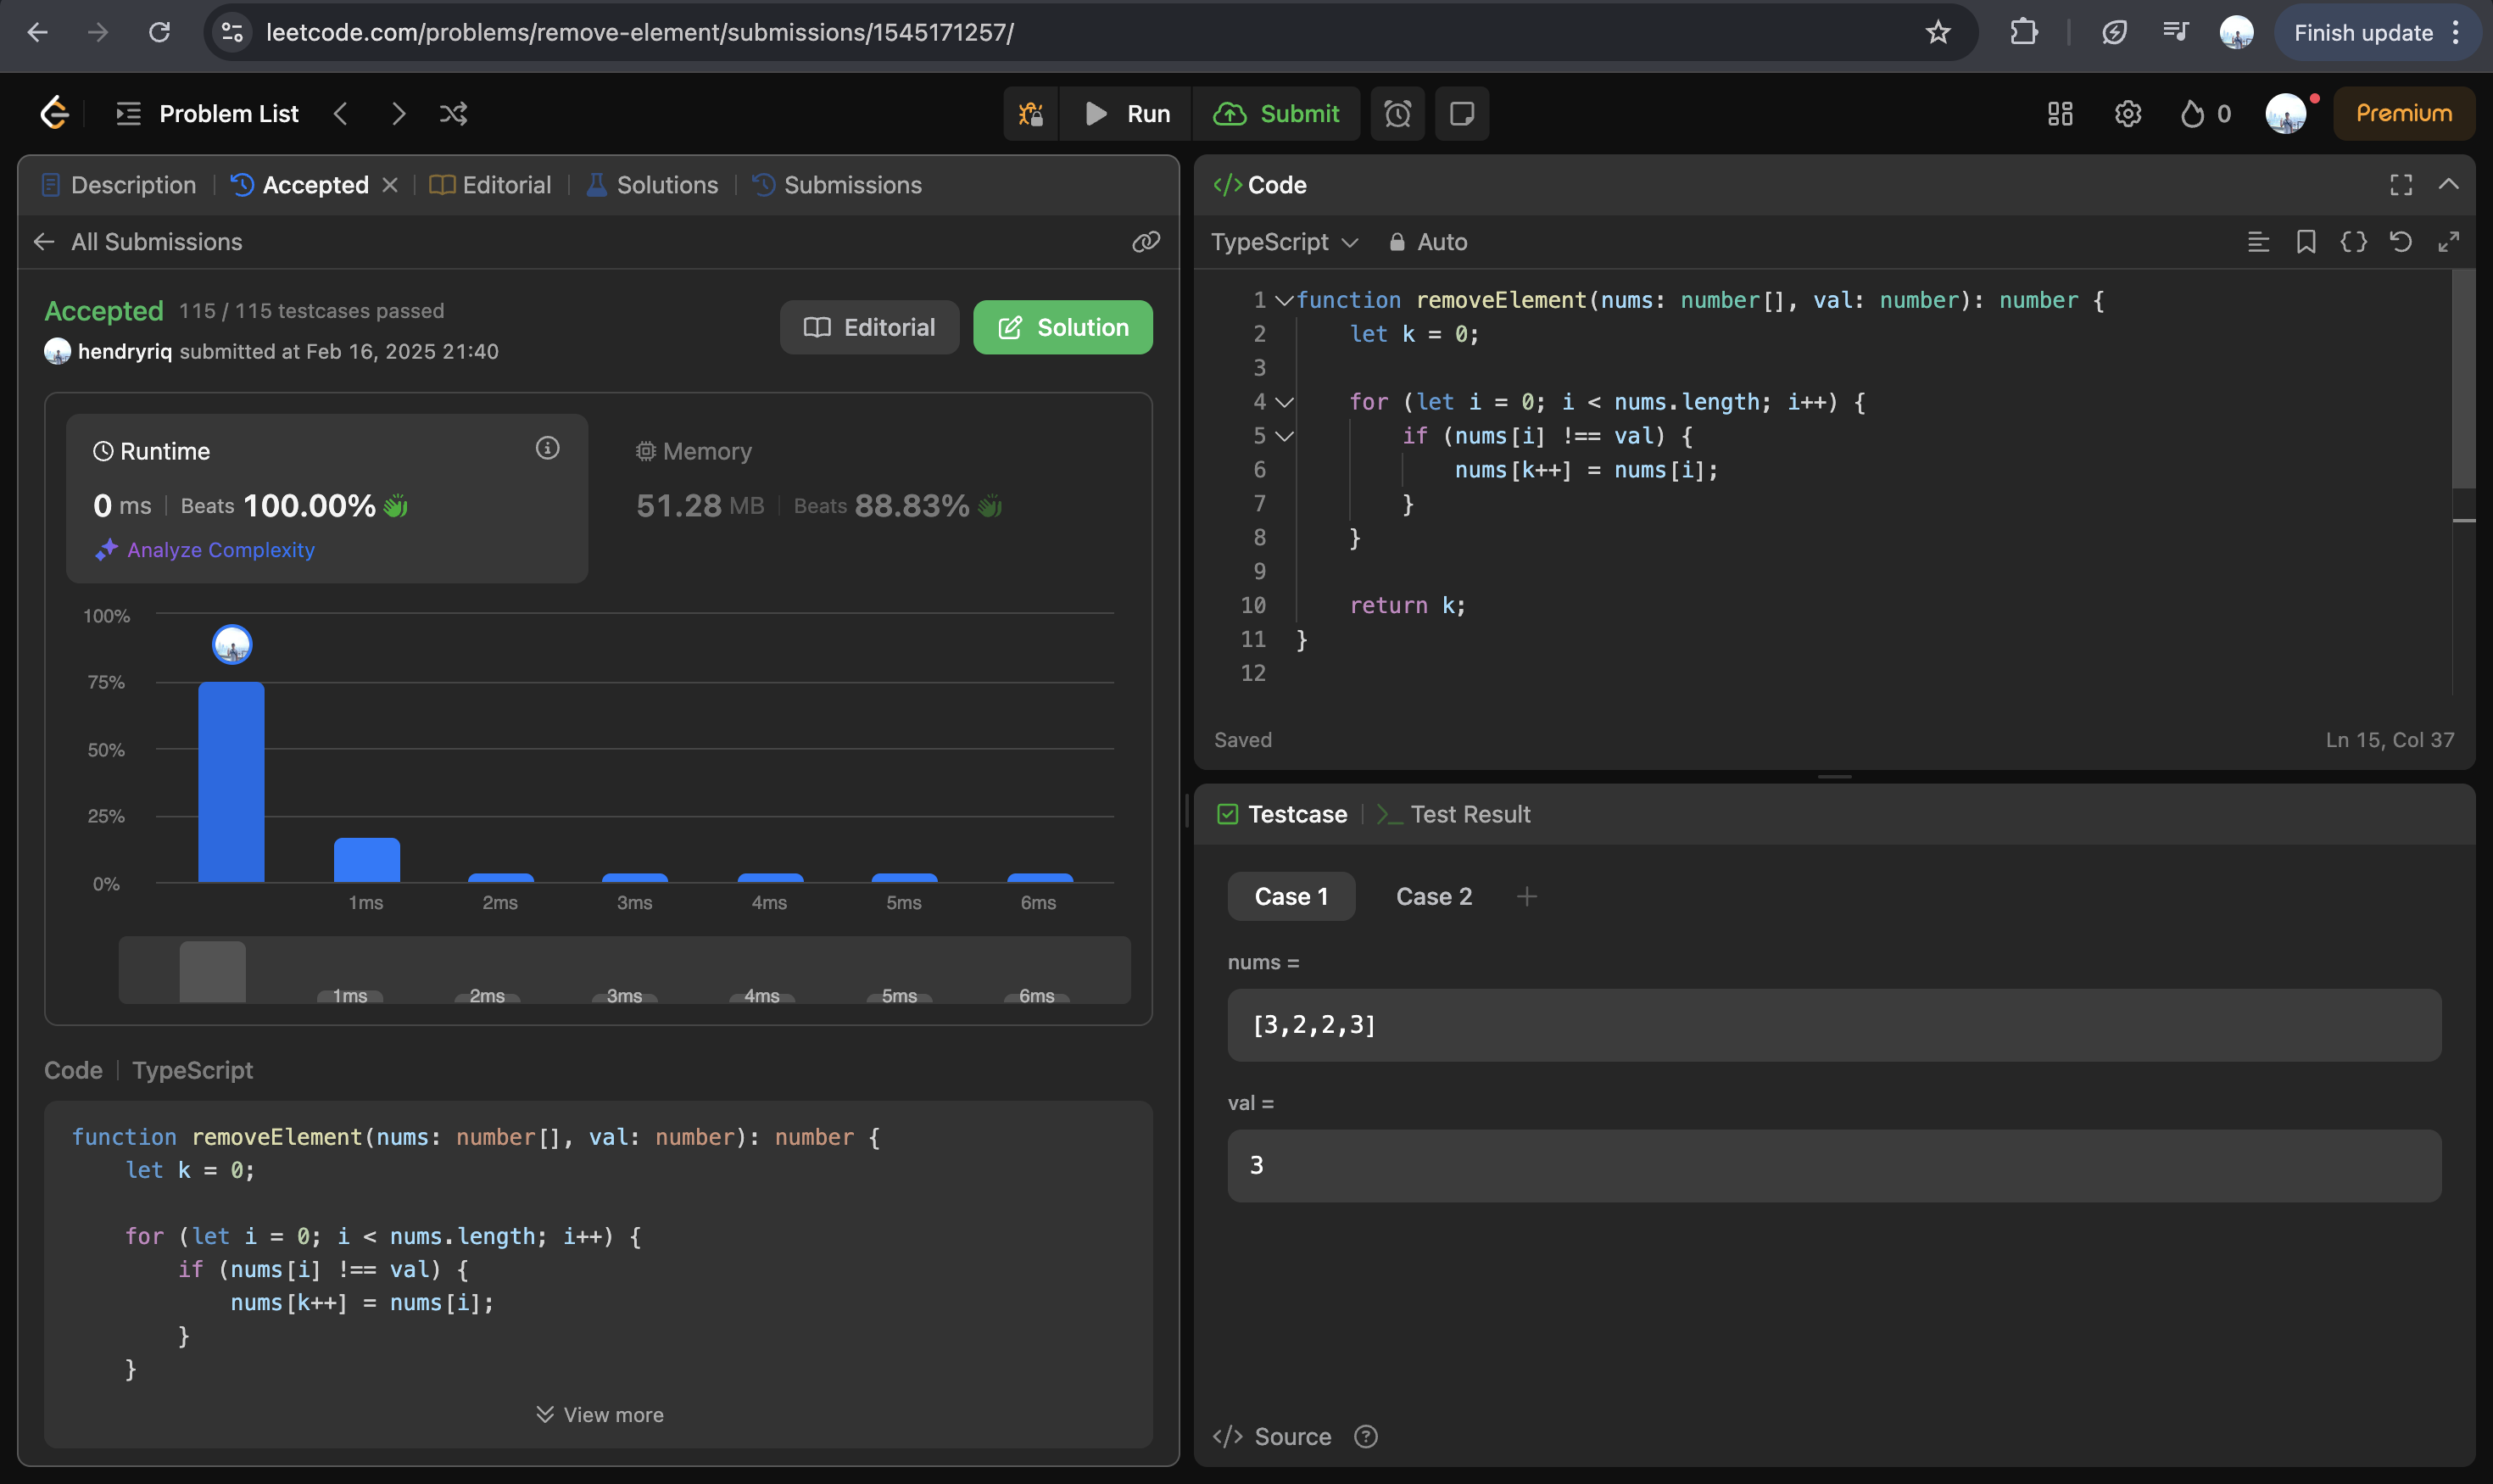 leetcode.com/problems/remove-element/submissions/1545171257/
Finish update
Problem List
Run
Submit
0
Premium
Description
Accepted
Editorial
Solutions
Submissions
All Submissions
Accepted 115 / 115 testcases passed
hendryriq submitted at Feb 16, 2025 21:40
Editorial
Solution
Runtime
0 ms Beats 100.00%
Analyze Complexity
Memory
51.28 MB Beats 88.83%
100%
75%
50%
25%
0%
1ms 2ms 3ms 4ms 5ms 6ms
1ms 2ms 3ms 4ms 5ms 6ms
Code TypeScript
function removeElement(nums: number[], val: number): number {
    let k = 0;
    for (let i = 0; i < nums.length; i++) {
        if (nums[i] !== val) {
            nums[k++] = nums[i];
        }
    }
View more
</> Code
TypeScript Auto
1 function removeElement(nums: number[], val: number): number {
2     let k = 0;
3
4     for (let i = 0; i < nums.length; i++) {
5         if (nums[i] !== val) {
6             nums[k++] = nums[i];
7         }
8     }
9
10     return k;
11 }
12
Saved
Ln 15, Col 37
Testcase
Test Result
Case 1
Case 2
nums =
[3,2,2,3]
val =
3
</> Source